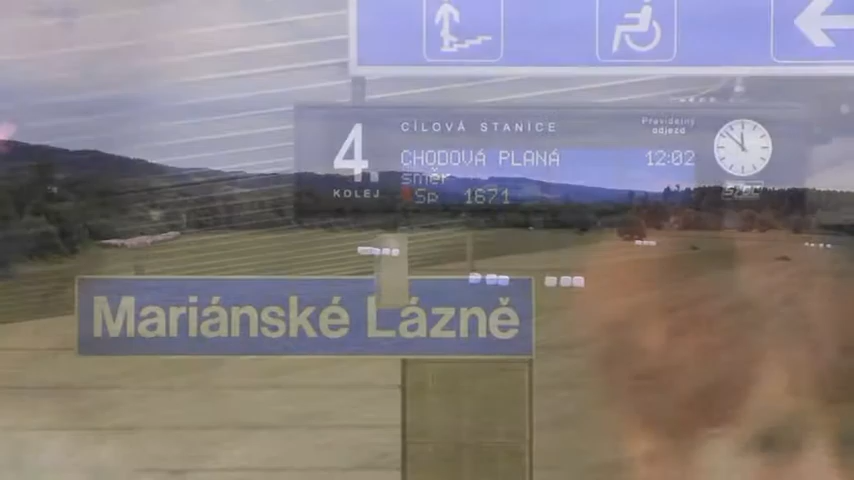 4.
KOLEJ
CÍLOVÁ STANICE
Pravidelný
odjezd
CHODOVÁ PLANÁ
12:02
směr
Sp 1671
Mariánské Lázně